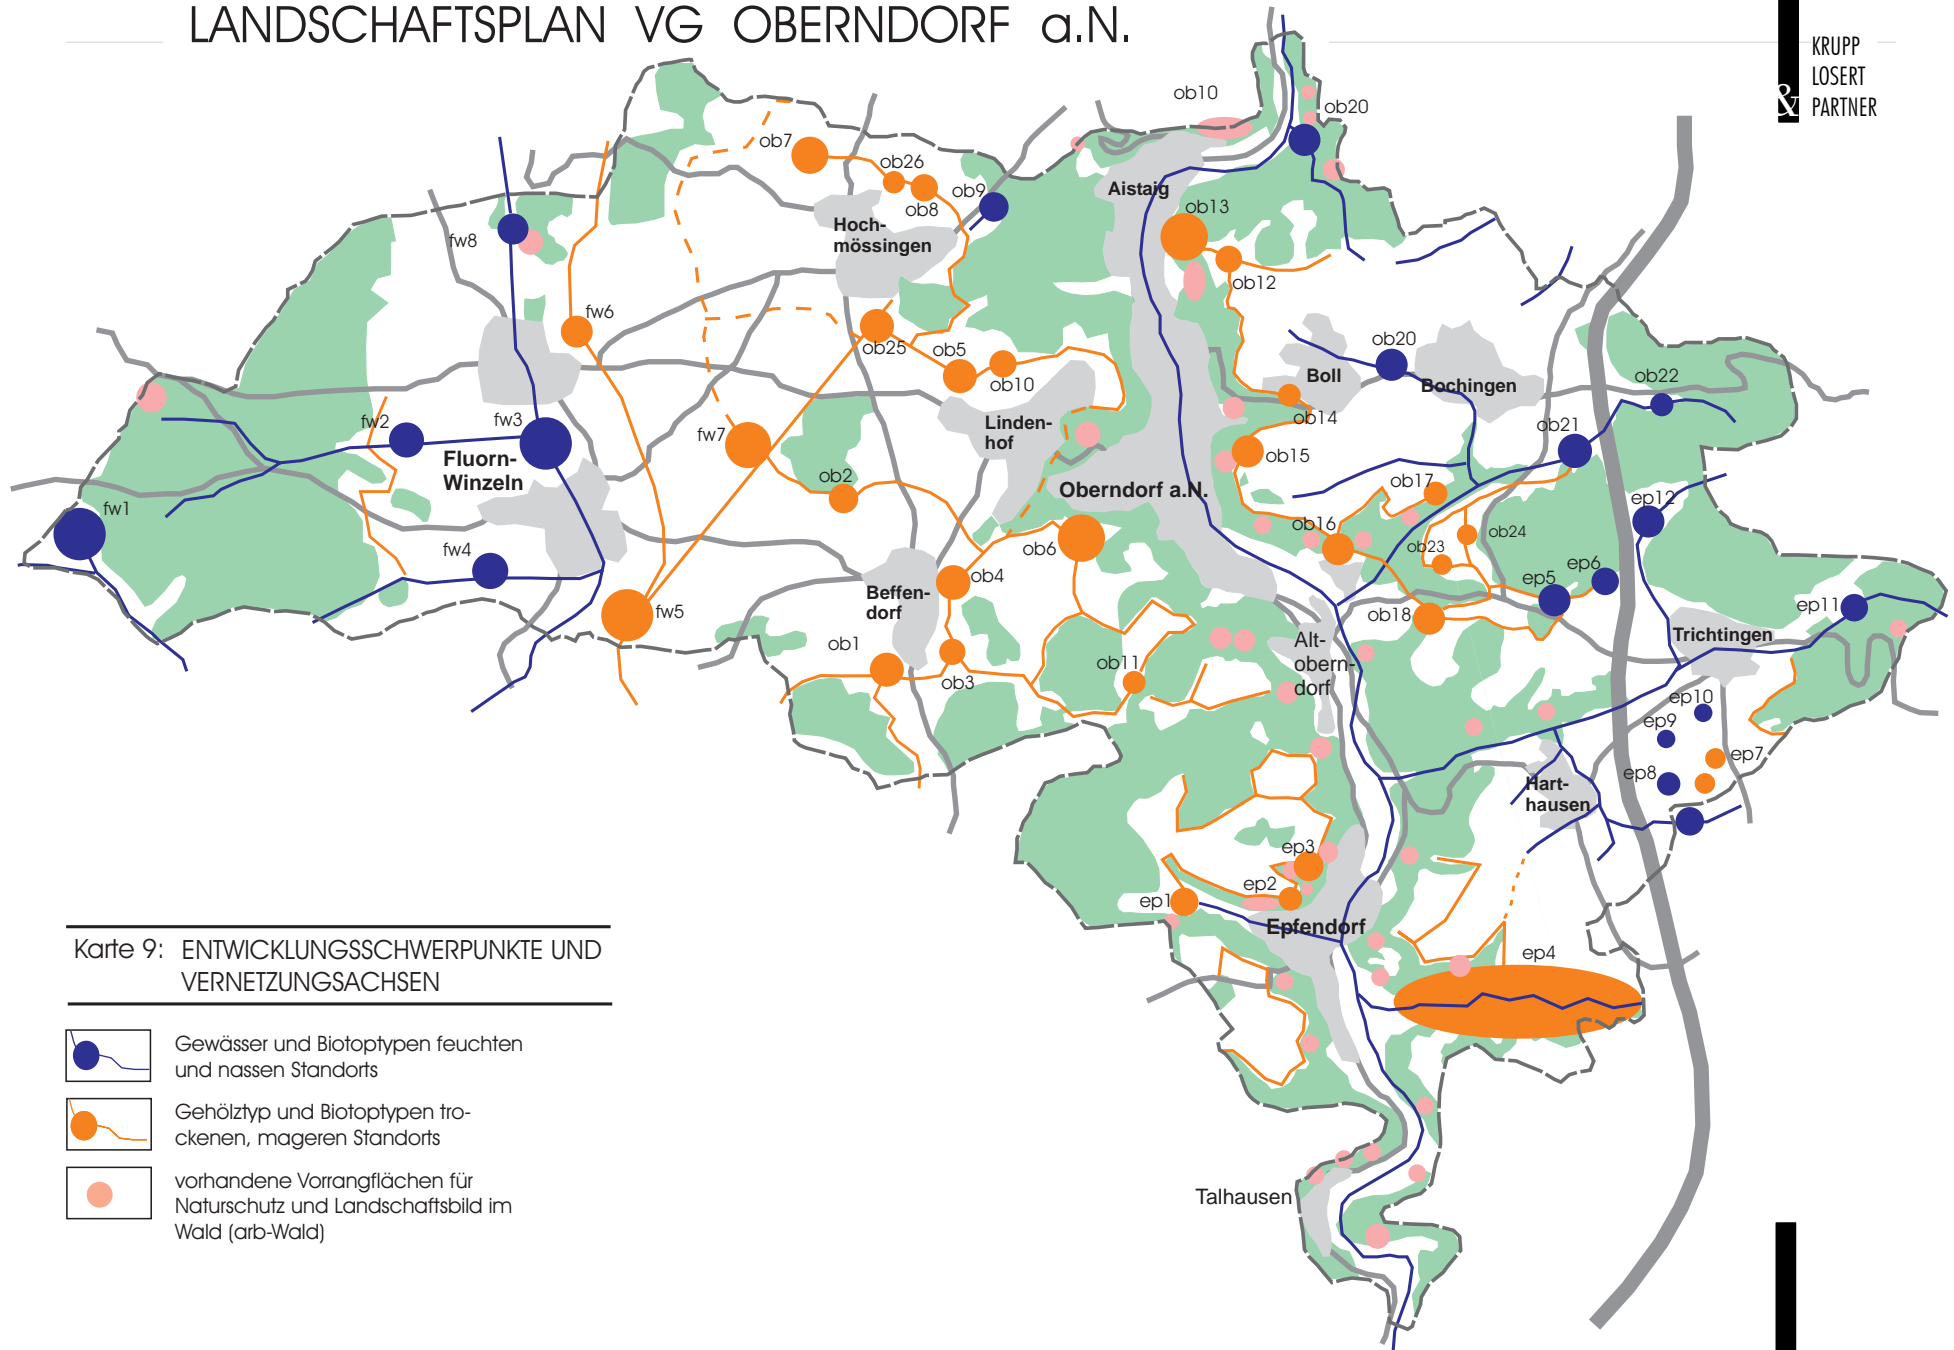 LANDSCHAFTSPLAN VG OBERNDORF a.N.
KRUPP
LOSERT
& PARTNER
ob10
ob20
ob7
ob26
ob9
ob8
Aistaig
ob13
Hoch-
mössingen
fw8
ob12
fw6
ob25
ob5
ob10
ob20
Boll
Bochingen
ob22
ob14
fw2
fw3
fw7
Linden-
hof
ob21
ob15
Fluorn-
Winzeln
ob2
ob17
Oberndorf a.N.
ep12
fw1
ob16
ob24
fw4
ob6
ob23
ep6
ob4
ep5
Beffen-
dorf
fw5
ob18
ep11
Trichtingen
ob1
Alt-
obern-
dorf
ob11
ob3
ep10
ep9
ep7
ep8
Hart-
hausen
ep3
ep2
ep1
Epfendorf
ep4
Talhausen
Karte 9: ENTWICKLUNGSSCHWERPUNKTE UND
VERNETZUNGSACHSEN
Gewässer und Biotoptypen feuchten
und nassen Standorts
Gehölztyp und Biotoptypen tro-
ckenen, mageren Standorts
vorhandene Vorrangflächen für
Naturschutz und Landschaftsbild im
Wald (arb-Wald)